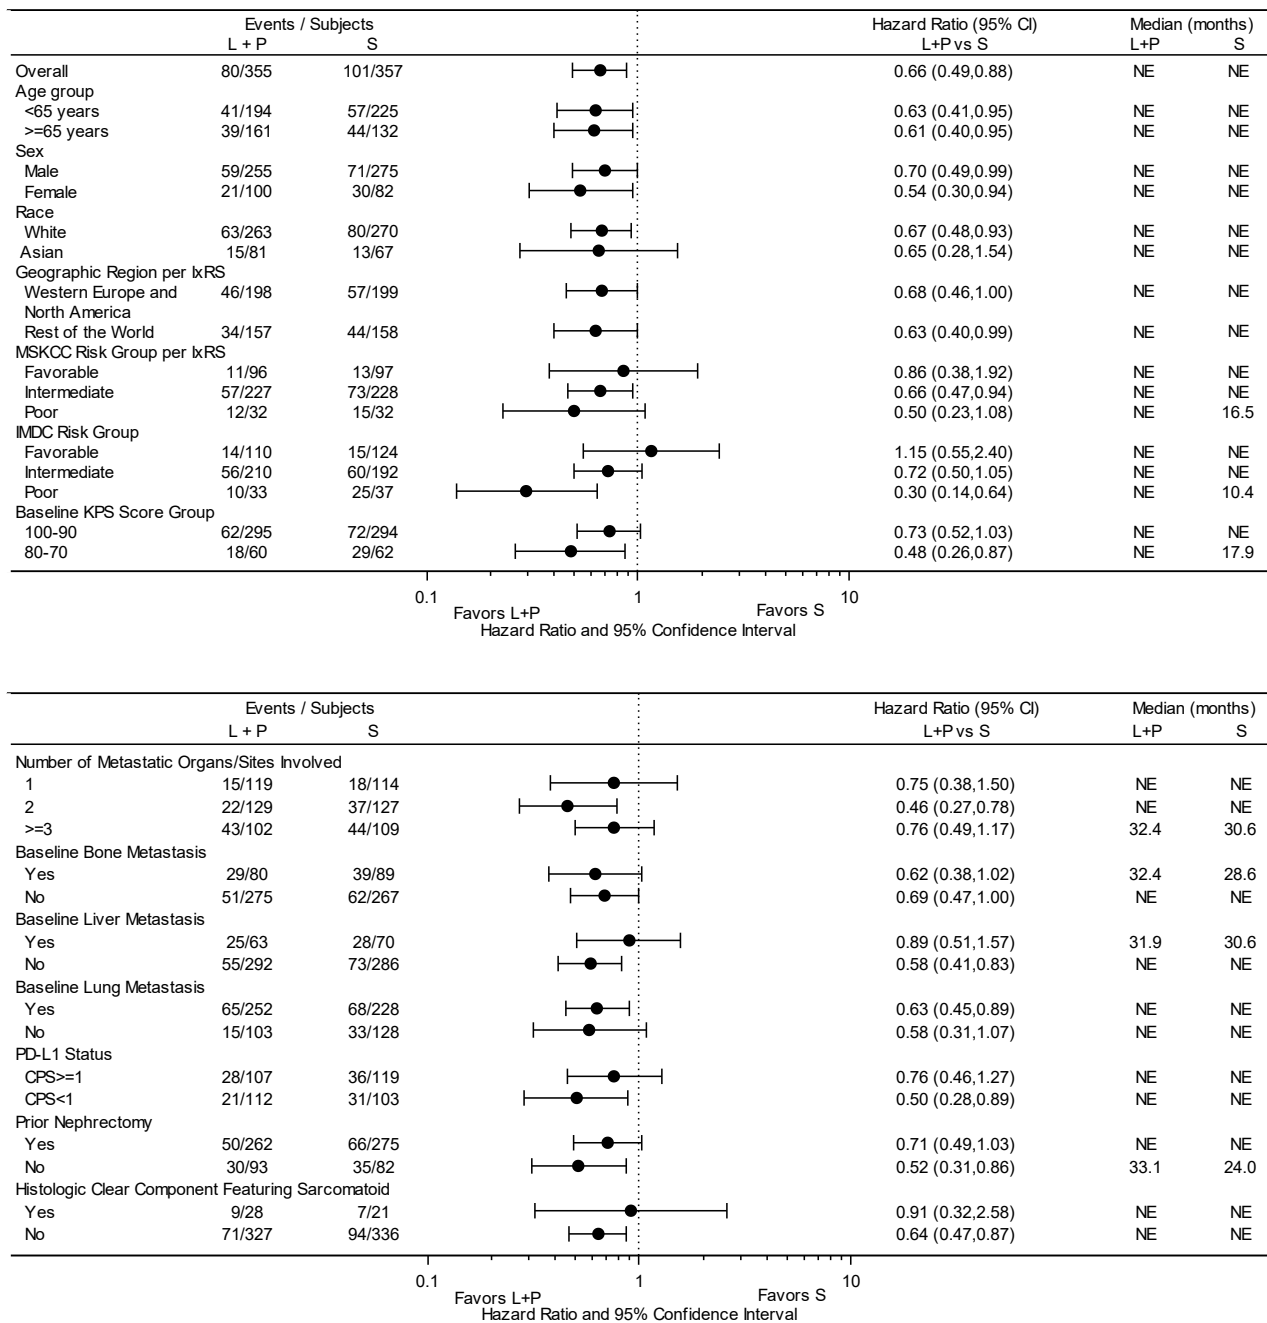 Events / Subjects Hazard Ratio (95% CI) Median (months)
L + P S L+P vs S L+P S
Overall 80/355 101/357 0.66 (0.49,0.88) NE NE
Age group
<65 years 41/194 57/225 0.63 (0.41,0.95) NE NE
>=65 years 39/161 44/132 0.61 (0.40,0.95) NE NE
Sex
Male 59/255 71/275 0.70 (0.49,0.99) NE NE
Female 21/100 30/82 0.54 (0.30,0.94) NE NE
Race
White 63/263 80/270 0.67 (0.48,0.93) NE NE
Asian 15/81 13/67 0.65 (0.28,1.54) NE NE
Geographic Region per IxRS
Western Europe and 46/198 57/199 0.68 (0.46,1.00) NE NE
North America
Rest of the World 34/157 44/158 0.63 (0.40,0.99) NE NE
MSKCC Risk Group per IxRS
Favorable 11/96 13/97 0.86 (0.38,1.92) NE NE
Intermediate 57/227 73/228 0.66 (0.47,0.94) NE NE
Poor 12/32 15/32 0.50 (0.23,1.08) NE 16.5
IMDC Risk Group
Favorable 14/110 15/124 1.15 (0.55,2.40) NE NE
Intermediate 56/210 60/192 0.72 (0.50,1.05) NE NE
Poor 10/33 25/37 0.30 (0.14,0.64) NE 10.4
Baseline KPS Score Group
100-90 62/295 72/294 0.73 (0.52,1.03) NE NE
80-70 18/60 29/62 0.48 (0.26,0.87) NE 17.9
0.1 1 10
Favors L+P Favors S
Hazard Ratio and 95% Confidence Interval
Events / Subjects Hazard Ratio (95% CI) Median (months)
L + P S L+P vs S L+P S
Number of Metastatic Organs/Sites Involved
1 15/119 18/114 0.75 (0.38,1.50) NE NE
2 22/129 37/127 0.46 (0.27,0.78) NE NE
>=3 43/102 44/109 0.76 (0.49,1.17) 32.4 30.6
Baseline Bone Metastasis
Yes 29/80 39/89 0.62 (0.38,1.02) 32.4 28.6
No 51/275 62/267 0.69 (0.47,1.00) NE NE
Baseline Liver Metastasis
Yes 25/63 28/70 0.89 (0.51,1.57) 31.9 30.6
No 55/292 73/286 0.58 (0.41,0.83) NE NE
Baseline Lung Metastasis
Yes 65/252 68/228 0.63 (0.45,0.89) NE NE
No 15/103 33/128 0.58 (0.31,1.07) NE NE
PD-L1 Status
CPS>=1 28/107 36/119 0.76 (0.46,1.27) NE NE
CPS<1 21/112 31/103 0.50 (0.28,0.89) NE NE
Prior Nephrectomy
Yes 50/262 66/275 0.71 (0.49,1.03) NE NE
No 30/93 35/82 0.52 (0.31,0.86) 33.1 24.0
Histologic Clear Component Featuring Sarcomatoid
Yes 9/28 7/21 0.91 (0.32,2.58) NE NE
No 71/327 94/336 0.64 (0.47,0.87) NE NE
0.1 1 10
Favors L+P Favors S
Hazard Ratio and 95% Confidence Interval